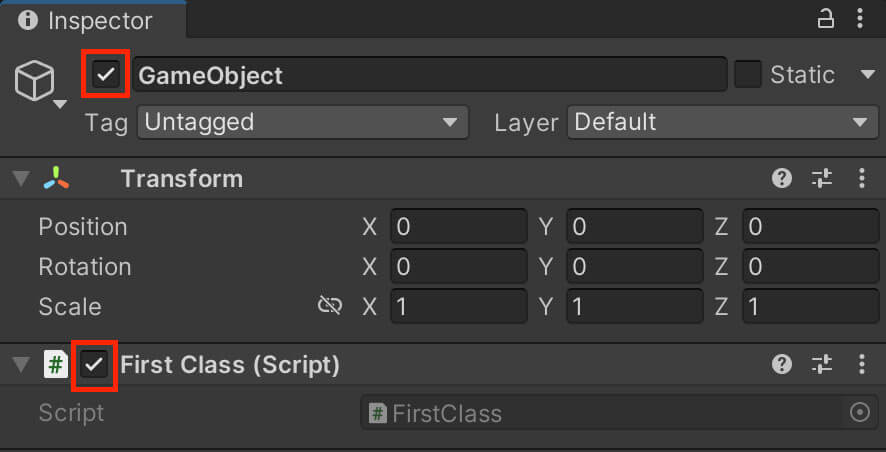 Inspector
GameObject Static
Tag Untagged Layer Default
Transform
Position X 0 Y 0 Z 0
Rotation X 0 Y 0 Z 0
Scale X 1 Y 1 Z 1
# First Class (Script)
Script # FirstClass